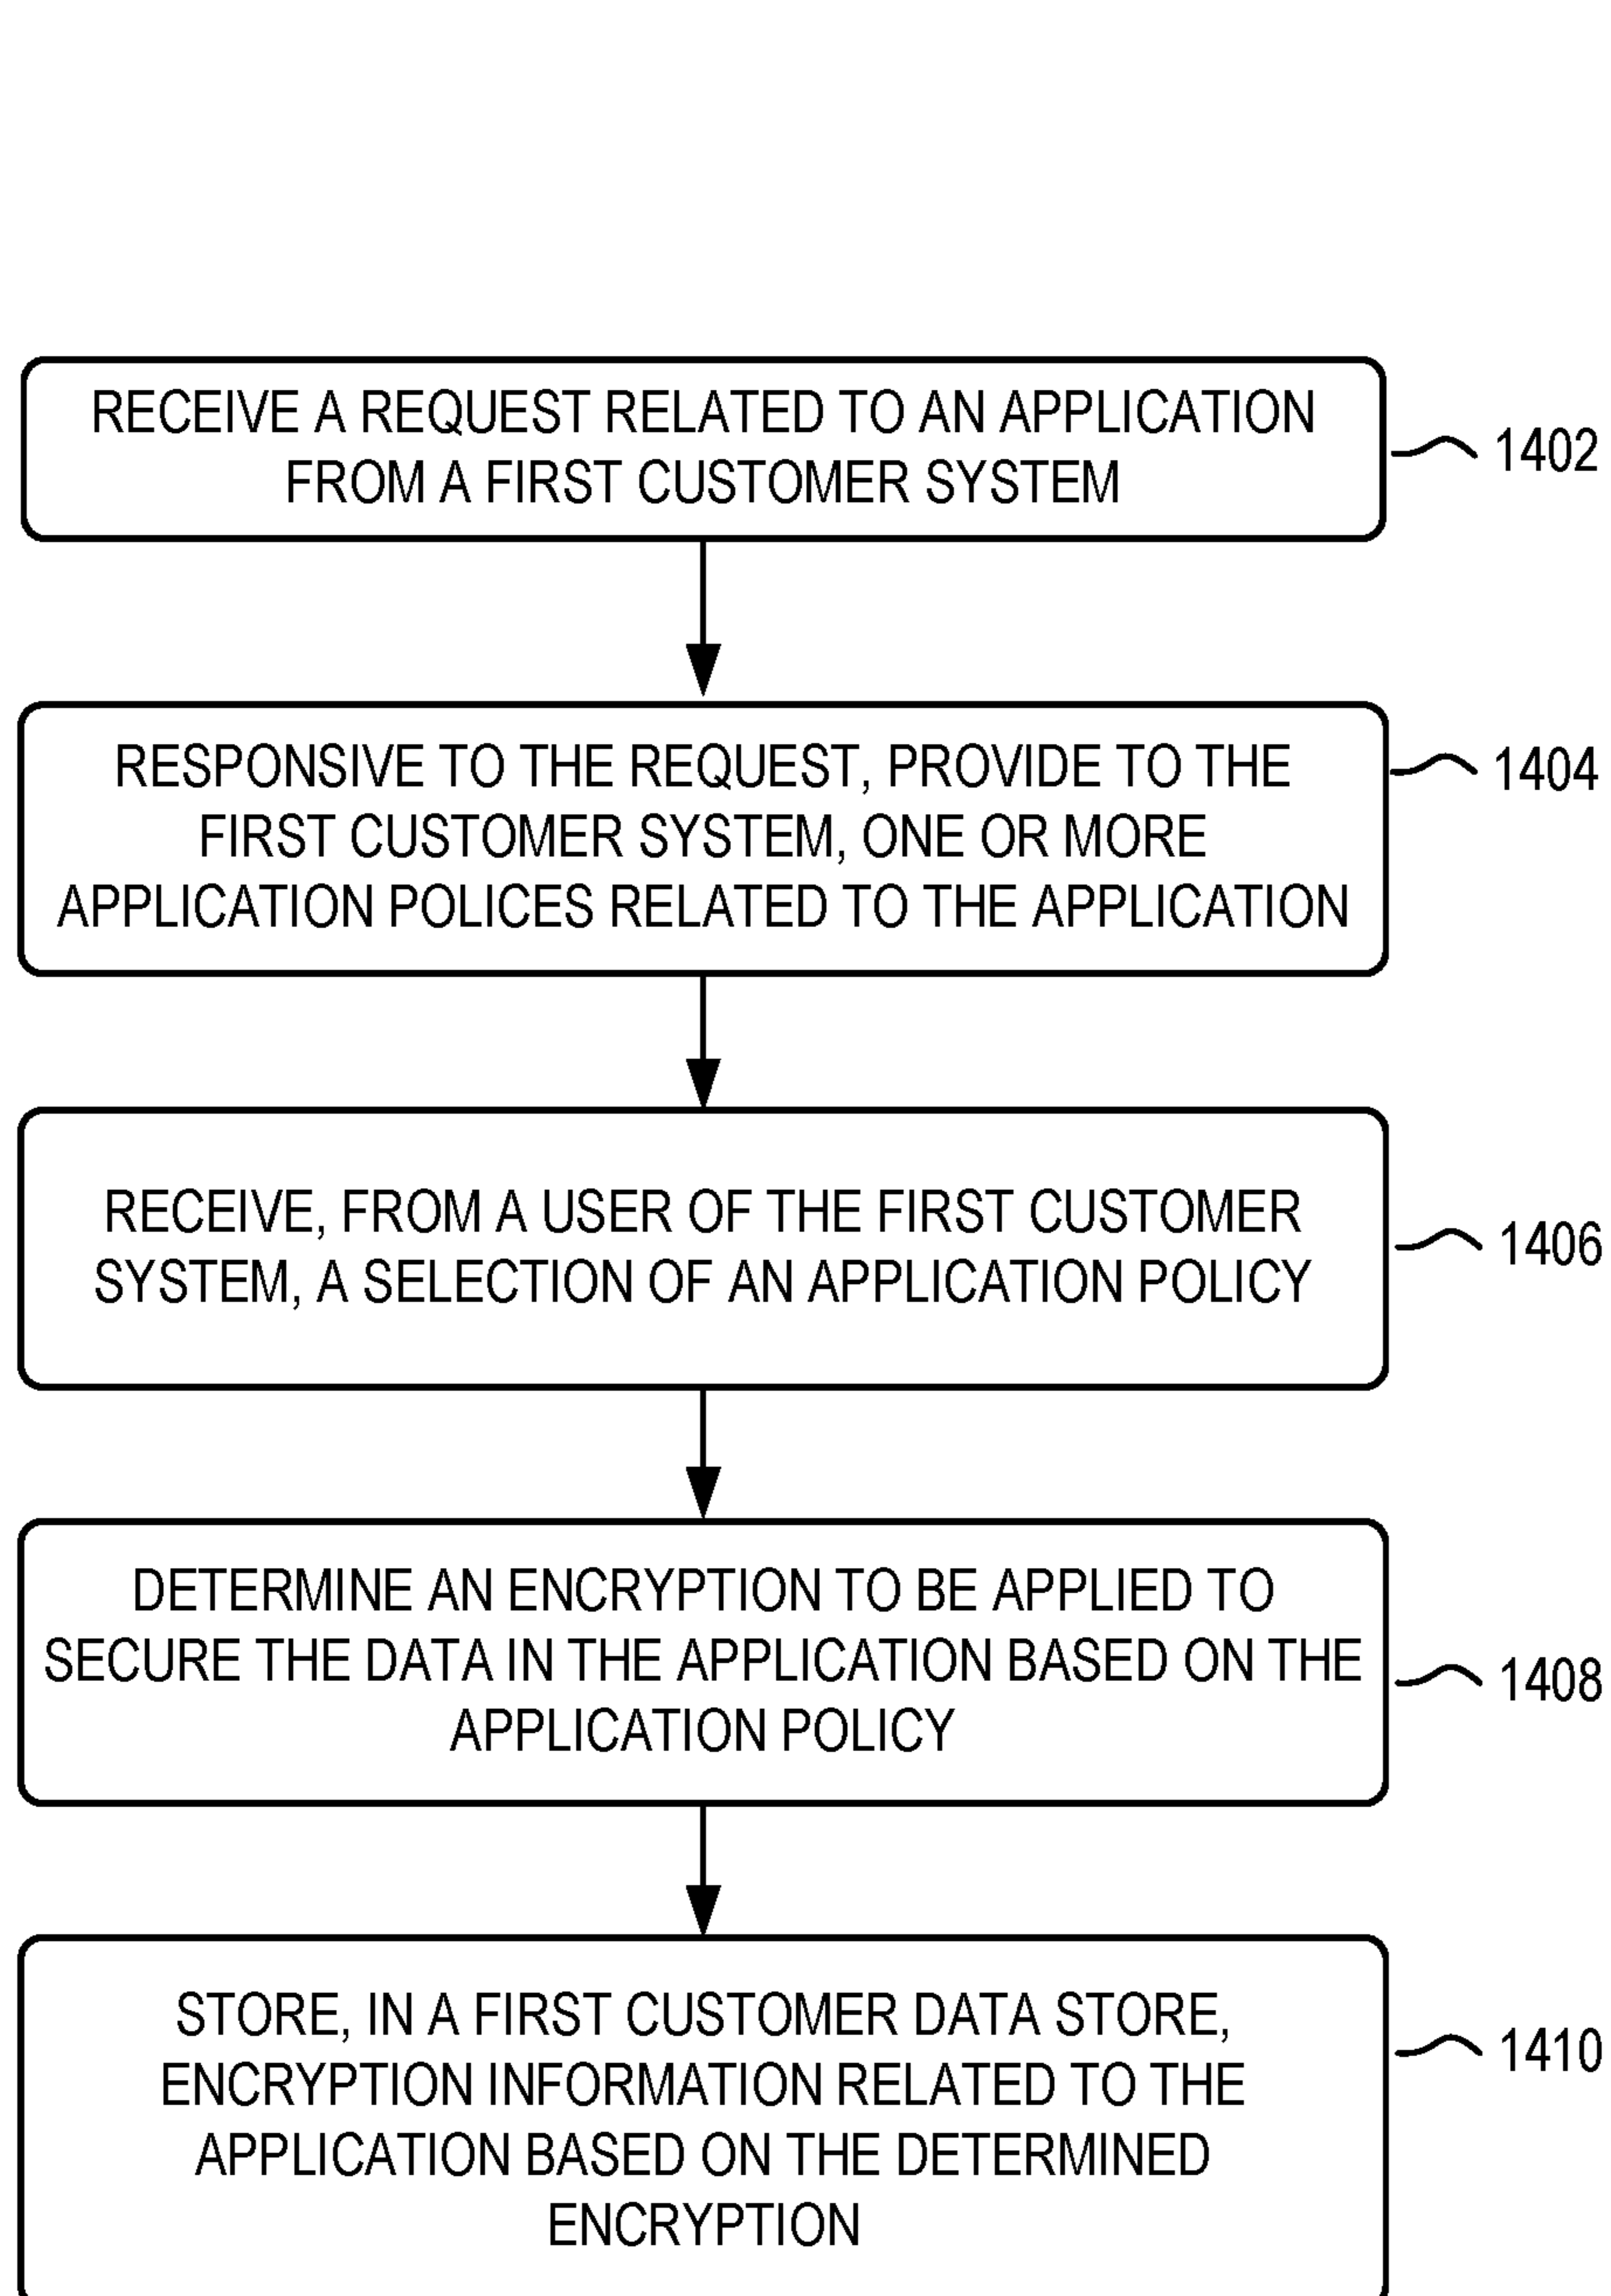 RECEIVE A REQUEST RELATED TO AN APPLICATION
FROM A FIRST CUSTOMER SYSTEM
1402
RESPONSIVE TO THE REQUEST, PROVIDE TO THE
FIRST CUSTOMER SYSTEM, ONE OR MORE
APPLICATION POLICES RELATED TO THE APPLICATION
1404
RECEIVE, FROM A USER OF THE FIRST CUSTOMER
SYSTEM, A SELECTION OF AN APPLICATION POLICY
1406
DETERMINE AN ENCRYPTION TO BE APPLIED TO
SECURE THE DATA IN THE APPLICATION BASED ON THE
APPLICATION POLICY
1408
STORE, IN A FIRST CUSTOMER DATA STORE,
ENCRYPTION INFORMATION RELATED TO THE
APPLICATION BASED ON THE DETERMINED
ENCRYPTION
1410